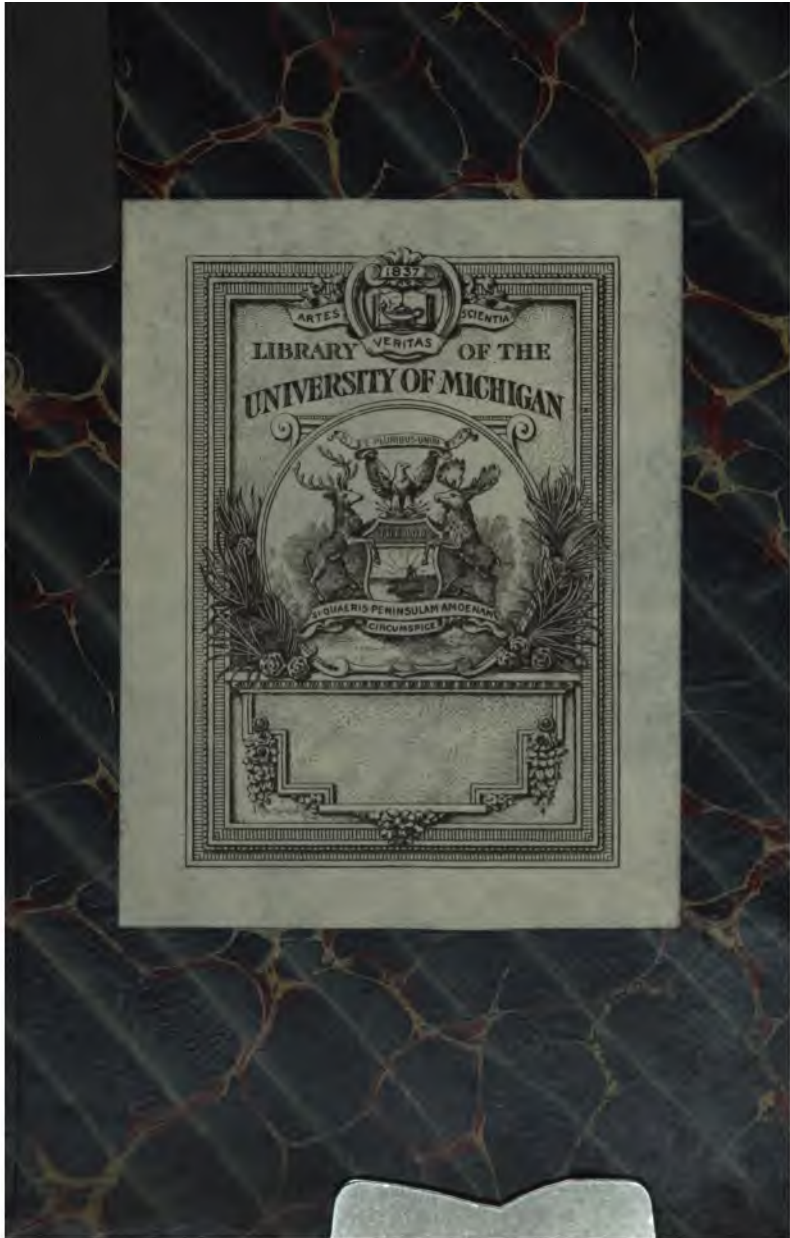 1837
ARTES SCIENTIA
VERITAS
LIBRARY OF THE
UNIVERSITY OF MICHIGAN
E PLURIBUS UNUM
TUEBOR
SI QUAERIS PENINSULAM AMOENAM
CIRCUMSPICE